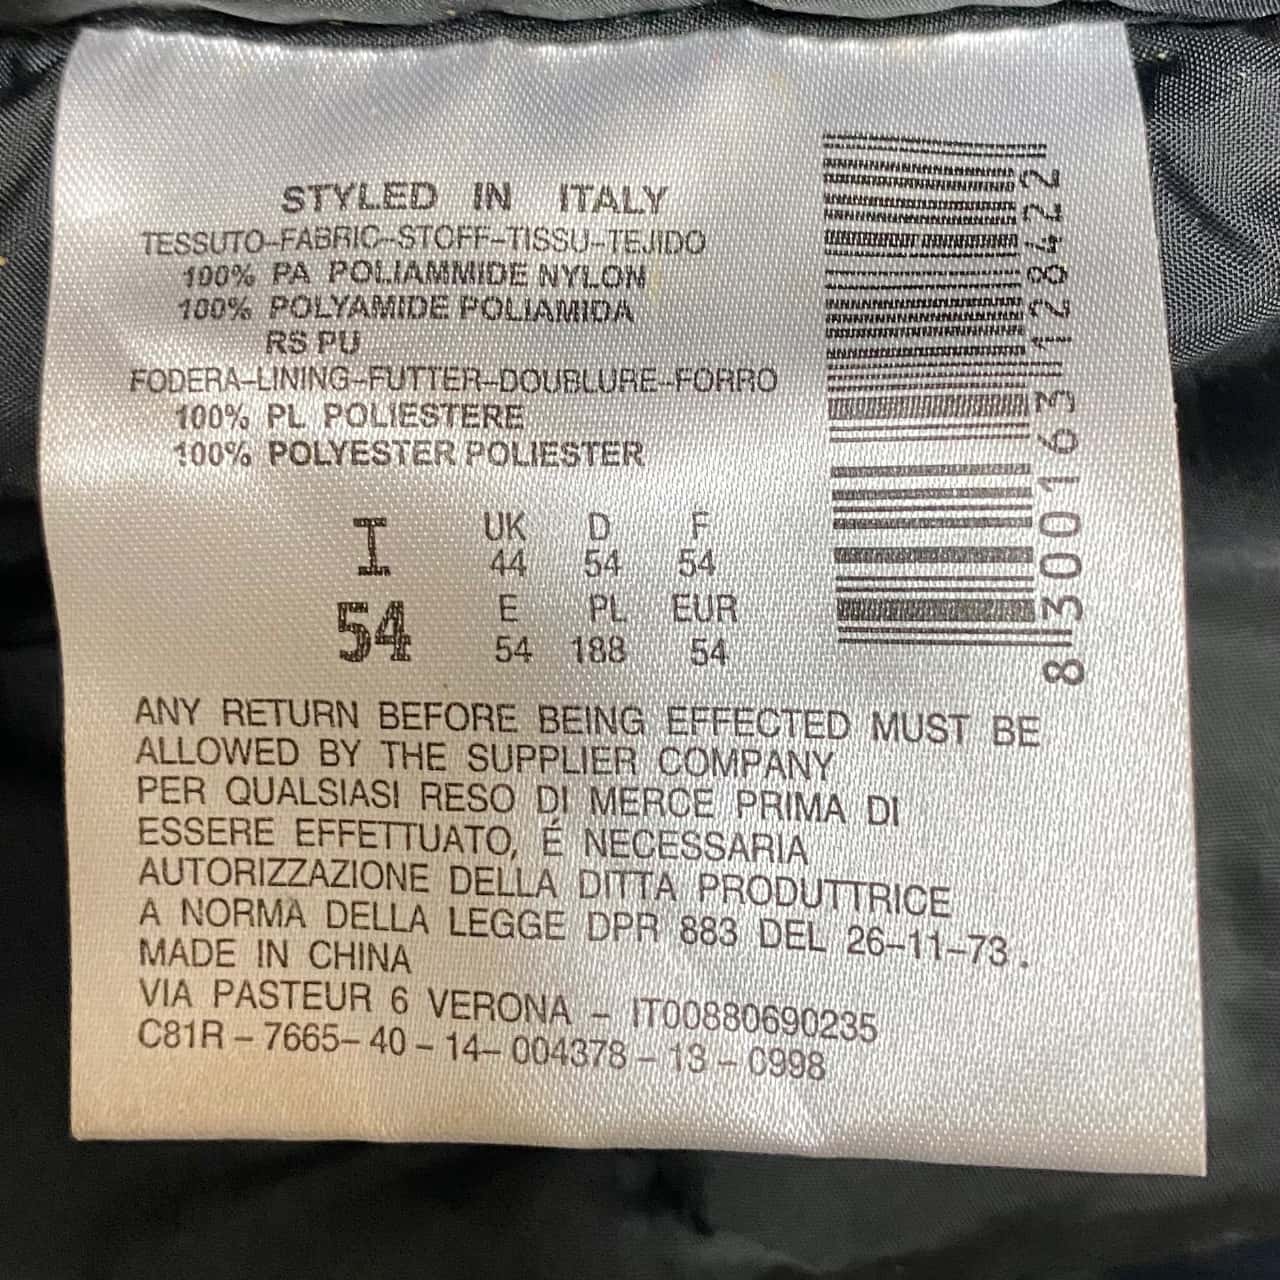 STYLED IN ITALY
TESSUTO-FABRIC-STOFF-TISSU-TEJIDO
100% PA POLIAMMIDE NYLON
100% POLYAMIDE POLIAMIDA
RS PU
FODERA-LINING-FUTTER-DOUBLURE-FORRO
100% PL POLIESTERE
100% POLYESTER POLIESTER
I UK D F
44 54 54
54 E PL EUR
54 188 54
ANY RETURN BEFORE BEING EFFECTED MUST BE
ALLOWED BY THE SUPPLIER COMPANY
PER QUALSIASI RESO DI MERCE PRIMA DI
ESSERE EFFETTUATO, É NECESSARIA
AUTORIZZAZIONE DELLA DITTA PRODUTTRICE
A NORMA DELLA LEGGE DPR 883 DEL 26-11-73.
MADE IN CHINA
VIA PASTEUR 6 VERONA - IT00880690235
C81R-7665-40-14-004378-13-0998
8300163128422